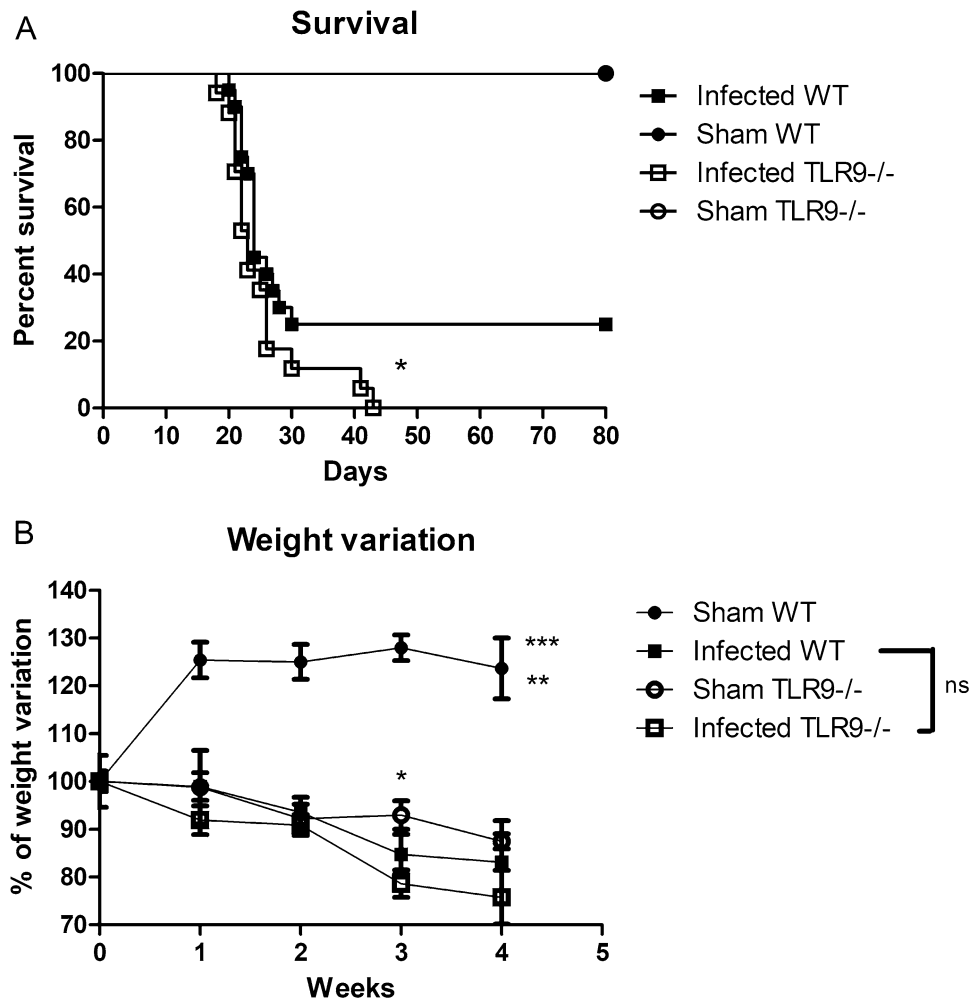 A
Survival
100
80
60
40
20
0
Percent survival
0 10 20 30 40 50 60 70 80
Days
*
Infected WT
Sham WT
Infected TLR9-/-
Sham TLR9-/-
B
Weight variation
140
130
120
110
100
90
80
70
% of weight variation
0 1 2 3 4 5
Weeks
***
**
*
Sham WT
Infected WT
Sham TLR9-/-
Infected TLR9-/-
ns